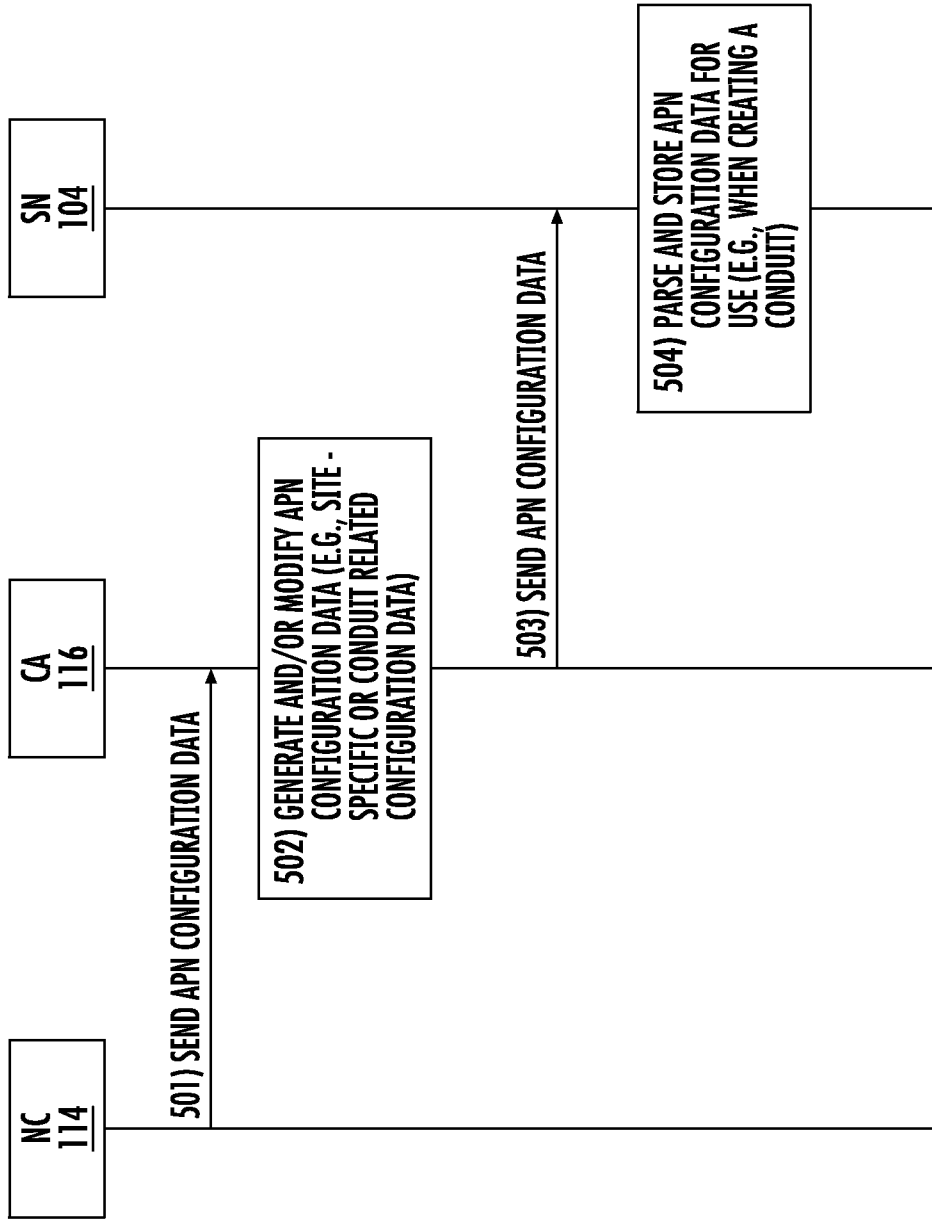 NC
114
CA
116
SN
104
501) SEND APN CONFIGURATION DATA
502) GENERATE AND/OR MODIFY APN
CONFIGURATION DATA (E.G., SITE -
SPECIFIC OR CONDUIT RELATED
CONFIGURATION DATA)
503) SEND APN CONFIGURATION DATA
504) PARSE AND STORE APN
CONFIGURATION DATA FOR
USE (E.G., WHEN CREATING A
CONDUIT)